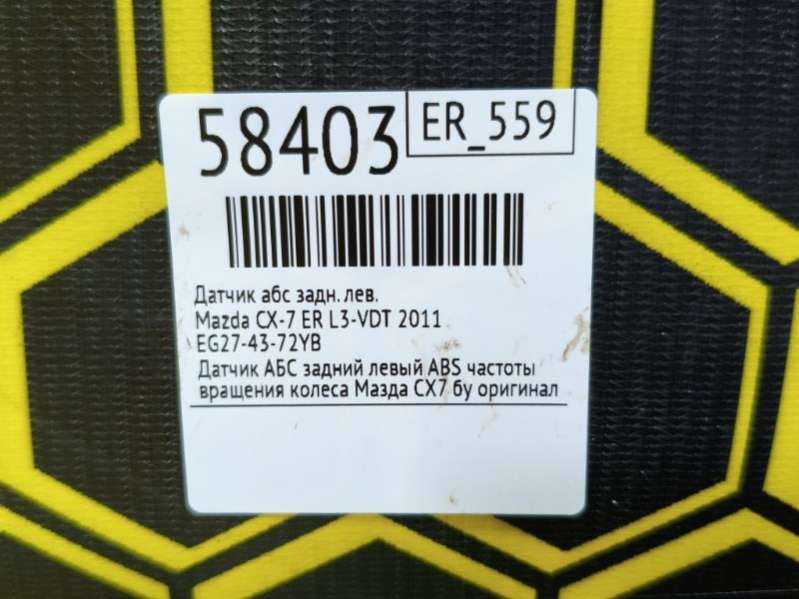 58403
ER_559
Датчик абс задн. лев.
Mazda CX-7 ER L3-VDT 2011
EG27-43-72YB
Датчик АБС задний левый ABS частоты
вращения колеса Мазда СХ7 бу оригинал